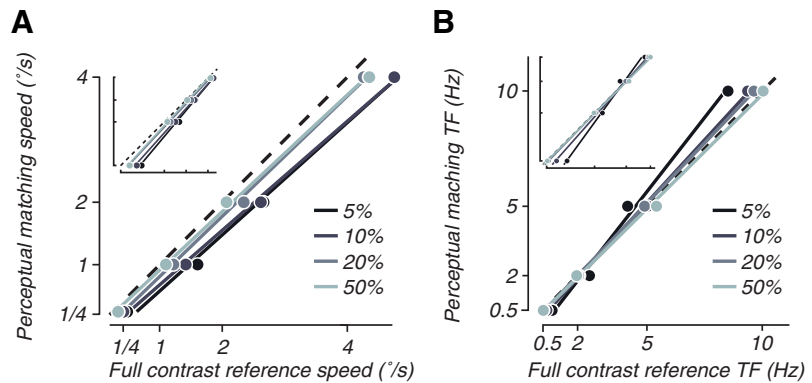 A
Perceptual matching speed (˚/s)
4
2
1
1/4
5%
10%
20%
50%
1/4 1 2 4
Full contrast reference speed (˚/s)
B
Perceptual maching TF (Hz)
10
5
2
0.5
5%
10%
20%
50%
0.5 2 5 10
Full contrast reference TF (Hz)